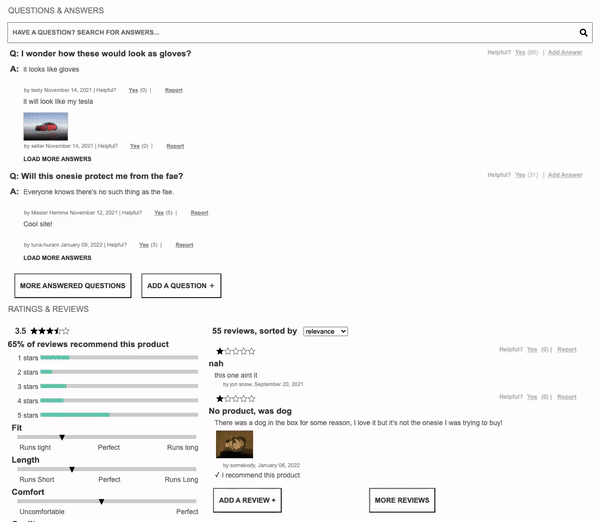 QUESTIONS & ANSWERS
HAVE A QUESTION? SEARCH FOR ANSWERS...
Q: I wonder how these would look as gloves?
Helpful? Yes (60) | Add Answer
A: it looks like gloves
by testy November 14, 2021 | Helpful? Yes (0) | Report
it will look like my tesla
by seller November 14, 2021 | Helpful? Yes (0) | Report
LOAD MORE ANSWERS
Q: Will this onesie protect me from the fae?
Helpful? Yes (31) | Add Answer
A: Everyone knows there's no such thing as the fae.
by Master Hemme November 12, 2021 | Helpful? Yes (5) | Report
Cool site!
by tuna-huram January 09, 2022 | Helpful? Yes (3) | Report
LOAD MORE ANSWERS
MORE ANSWERED QUESTIONS
ADD A QUESTION +
RATINGS & REVIEWS
3.5
65% of reviews recommend this product
1 stars
2 stars
3 stars
4 stars
5 stars
Fit
Runs tight Perfect Runs long
Length
Runs Short Perfect Runs Long
Comfort
Uncomfortable Perfect
55 reviews, sorted by relevance
Helpful? Yes (0) | Report
nah
this one aint it
by jon snow, September 20, 2021
Helpful? Yes (0) | Report
No product, was dog
There was a dog in the box for some reason, I love it but it's not the onesie I was trying to buy!
by somebody, January 06, 2022
✓ I recommend this product
ADD A REVIEW +
MORE REVIEWS